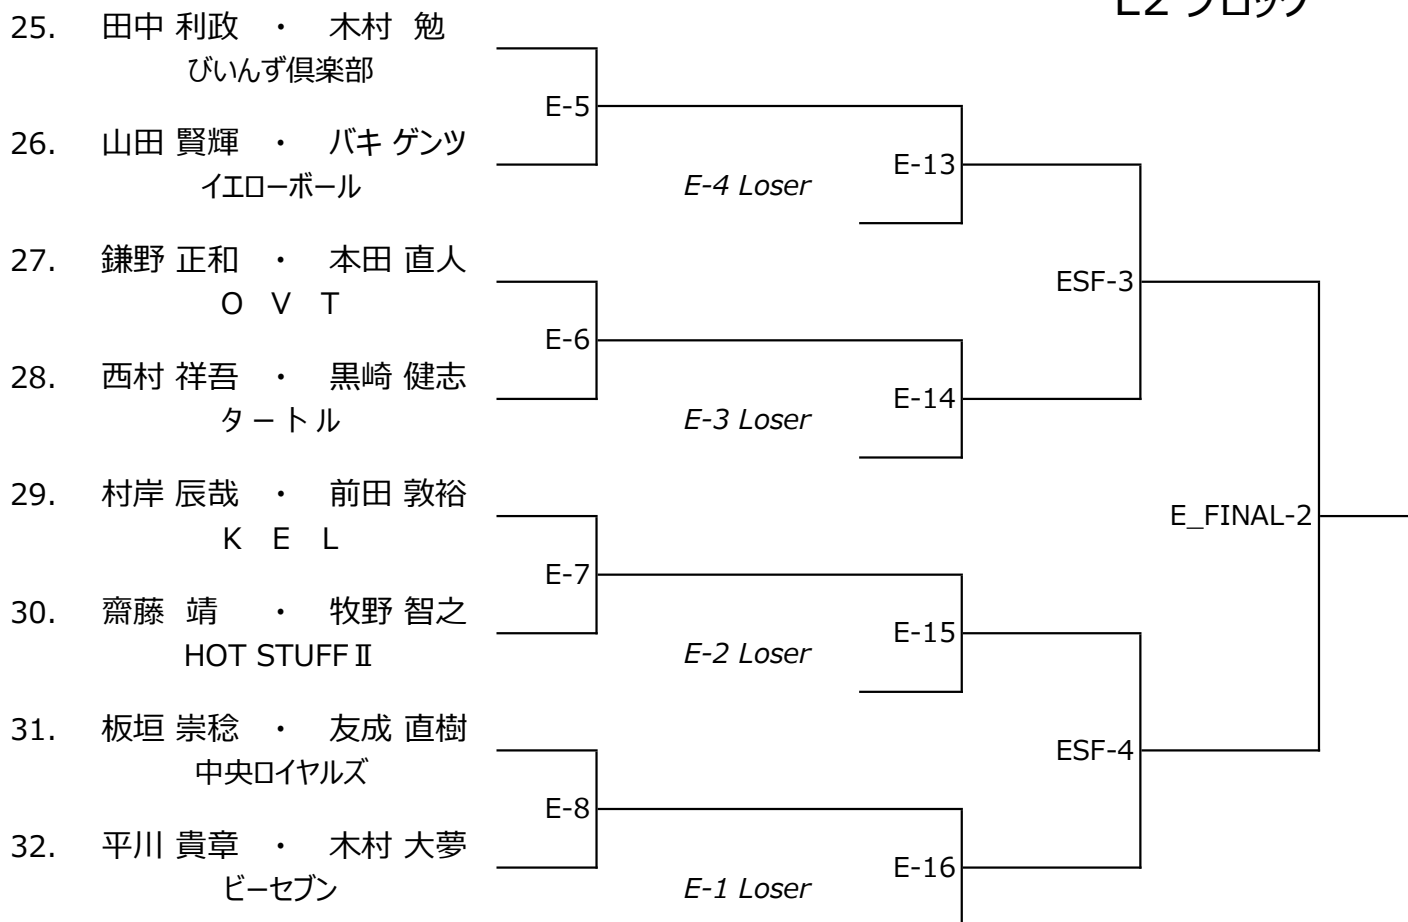 E2 ブロック
25. 田中 利政 ・ 木村 勉
びいんず倶楽部
E-5
26. 山田 賢輝 ・ バキ ゲンツ
イエローボール
E-4 Loser
E-13
27. 鎌野 正和 ・ 本田 直人
O V T
ESF-3
E-6
28. 西村 祥吾 ・ 黒崎 健志
タートル
E-3 Loser
E-14
29. 村岸 辰哉 ・ 前田 敦裕
K E L
E_FINAL-2
E-7
30. 齋藤 靖 ・ 牧野 智之
HOT STUFFⅡ
E-2 Loser
E-15
31. 板垣 崇稔 ・ 友成 直樹
中央ロイヤルズ
ESF-4
E-8
32. 平川 貴章 ・ 木村 大夢
ビーセブン
E-1 Loser
E-16